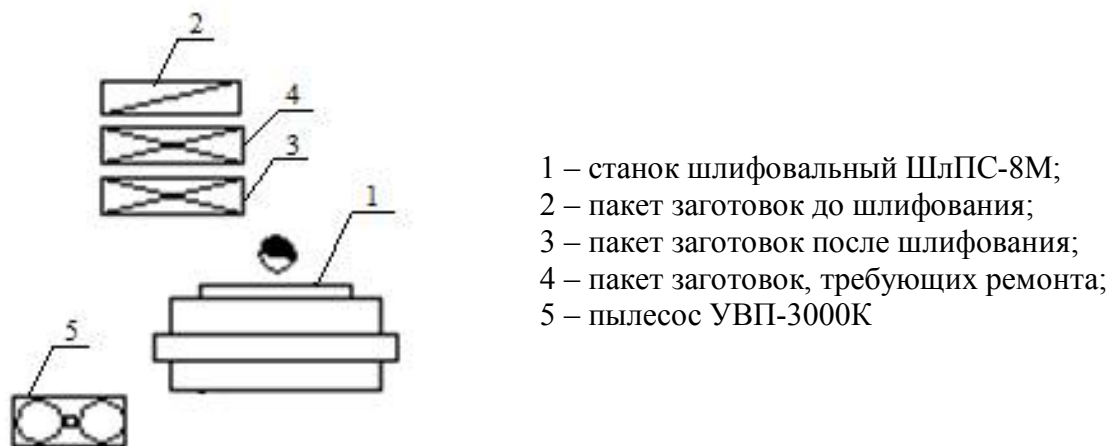 2
4
3
1
5
1 – станок шлифовальный ШлПС-8М;
2 – пакет заготовок до шлифования;
3 – пакет заготовок после шлифования;
4 – пакет заготовок, требующих ремонта;
5 – пылесос УВП-3000К